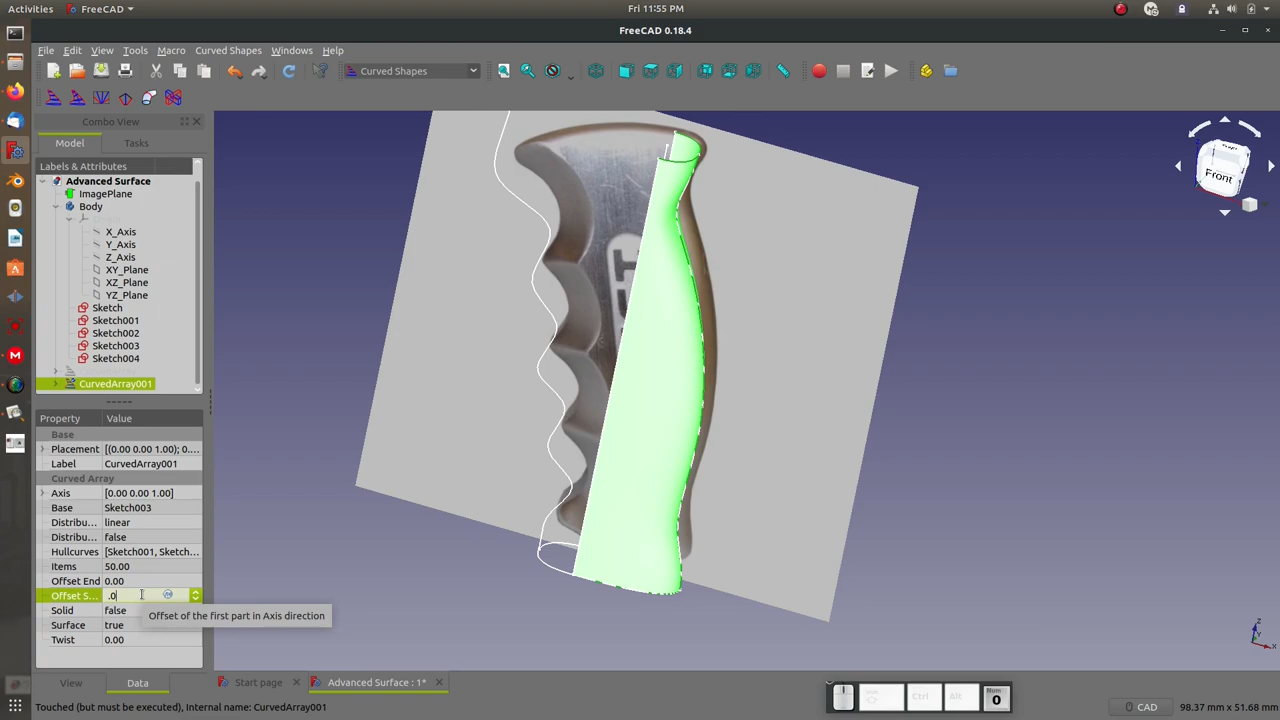 Activities
FreeCAD
Fri 11:55 PM
FreeCAD 0.18.4
File Edit View Tools Macro Curved Shapes Windows Help
Curved Shapes
Combo View
Model Tasks
Labels & Attributes
Advanced Surface
ImagePlane
Body
X_Axis
Y_Axis
Z_Axis
XY_Plane
XZ_Plane
YZ_Plane
Sketch
Sketch001
Sketch002
Sketch003
Sketch004
CurvedArray001
Property Value
Base
Placement [(0.00 0.00 1.00); 0....
Label CurvedArray001
Curved Array
Axis [0.00 0.00 1.00]
Base Sketch003
Distribu... linear
Distribu... false
Hullcurves [Sketch001, Sketch...
Items 50.00
Offset End 0.00
Offset S... .0
Solid false
Surface true
Twist 0.00
Offset of the first part in Axis direction
View Data
Start page
Advanced Surface : 1*
Touched (but must be executed), Internal name: CurvedArray001
Front
Ctrl Alt Num 0
CAD 98.37 mm x 51.68 mm